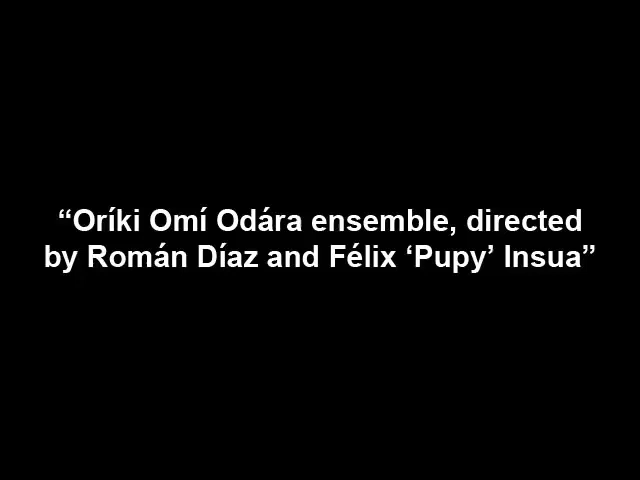 “Oríki Omí Odára ensemble, directed
by Román Díaz and Félix ‘Pupy’ Insua”